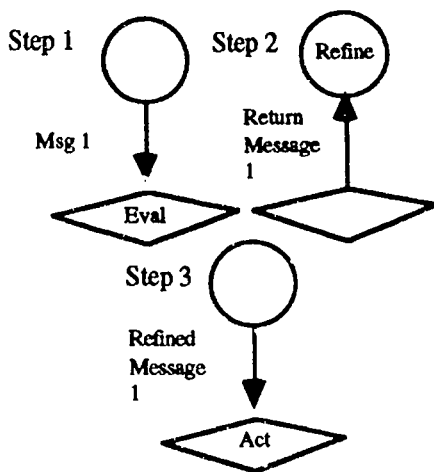 Step 1
Step 2
Refine
Msg 1
Return
Message
1
Eval
Step 3
Refined
Message
1
Act